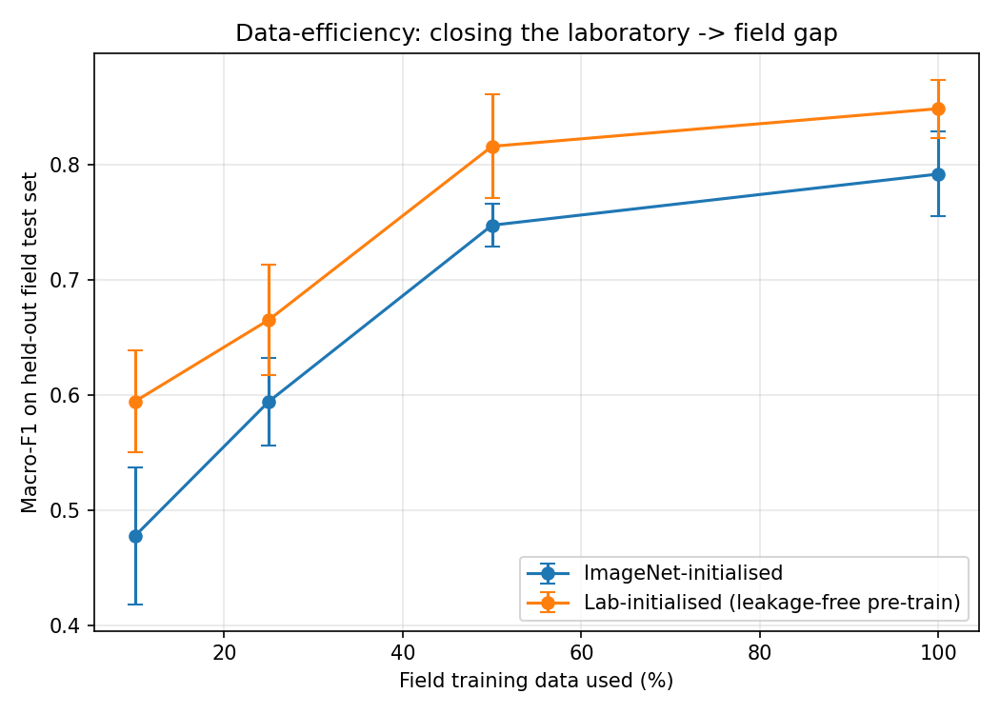 Data-efficiency: closing the laboratory -> field gap
Macro-F1 on held-out field test set
0.8
0.7
0.6
0.5
0.4
20
40
60
80
100
Field training data used (%)
ImageNet-initialised
Lab-initialised (leakage-free pre-train)